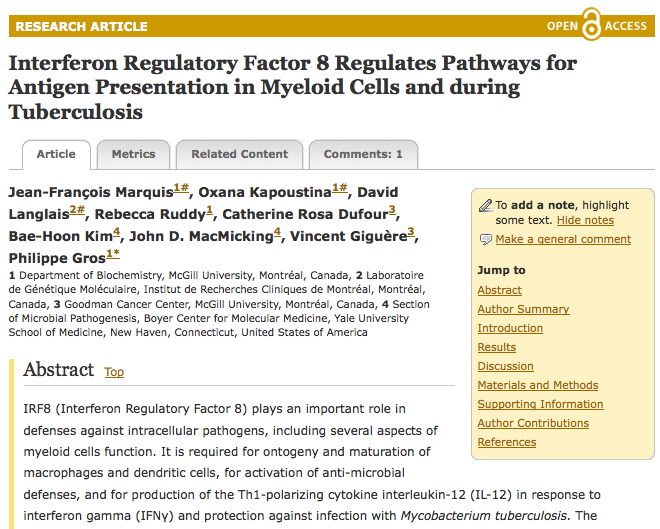 RESEARCH ARTICLE
OPEN ACCESS
Interferon Regulatory Factor 8 Regulates Pathways for
Antigen Presentation in Myeloid Cells and during
Tuberculosis
Article
Metrics
Related Content
Comments: 1
Jean-François Marquis1#, Oxana Kapoustina1#, David
Langlais2#, Rebecca Ruddy1, Catherine Rosa Dufour3,
Bae-Hoon Kim4, John D. MacMicking4, Vincent Giguère3,
Philippe Gros1*
1 Department of Biochemistry, McGill University, Montréal, Canada, 2 Laboratoire
de Génétique Moléculaire, Institut de Recherches Cliniques de Montréal, Montréal,
Canada, 3 Goodman Cancer Center, McGill University, Montréal, Canada, 4 Section
of Microbial Pathogenesis, Boyer Center for Molecular Medicine, Yale University
School of Medicine, New Haven, Connecticut, United States of America
To add a note, highlight
some text. Hide notes
Make a general comment
Jump to
Abstract
Author Summary
Introduction
Results
Discussion
Materials and Methods
Supporting Information
Author Contributions
References
Abstract Top
IRF8 (Interferon Regulatory Factor 8) plays an important role in
defenses against intracellular pathogens, including several aspects of
myeloid cells function. It is required for ontogeny and maturation of
macrophages and dendritic cells, for activation of anti-microbial
defenses, and for production of the Th1-polarizing cytokine interleukin-12 (IL-12) in response to
interferon gamma (IFNγ) and protection against infection with Mycobacterium tuberculosis. The